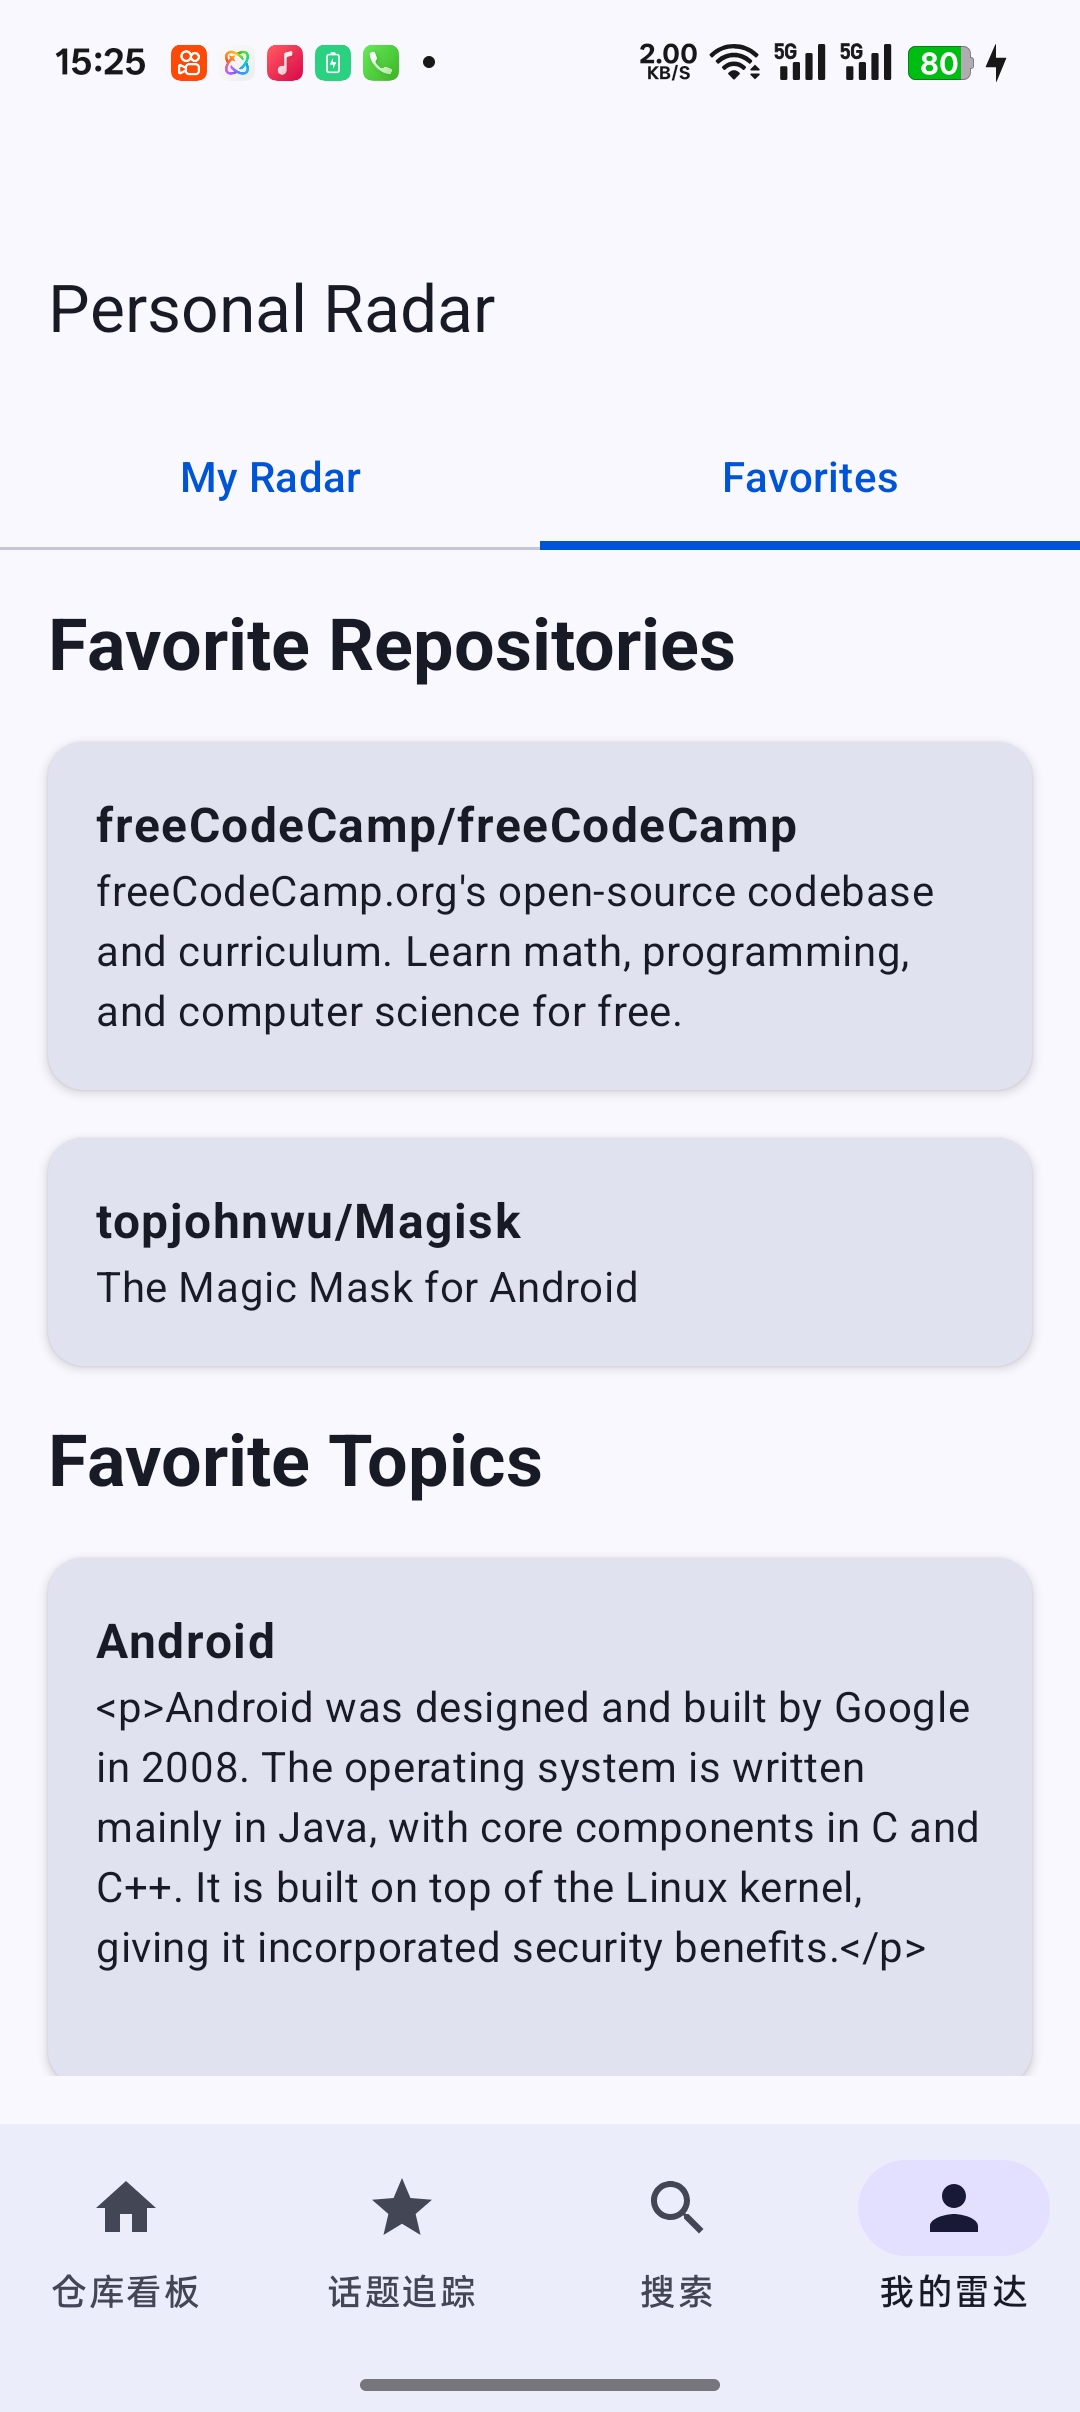 15:25
2.00
KB/S
5G
5G
80
Personal Radar
My Radar
Favorites
Favorite Repositories
freeCodeCamp/freeCodeCamp
freeCodeCamp.org's open-source codebase
and curriculum. Learn math, programming,
and computer science for free.
topjohnwu/Magisk
The Magic Mask for Android
Favorite Topics
Android
<p>Android was designed and built by Google
in 2008. The operating system is written
mainly in Java, with core components in C and
C++. It is built on top of the Linux kernel,
giving it incorporated security benefits.</p>
仓库看板
话题追踪
搜索
我的雷达